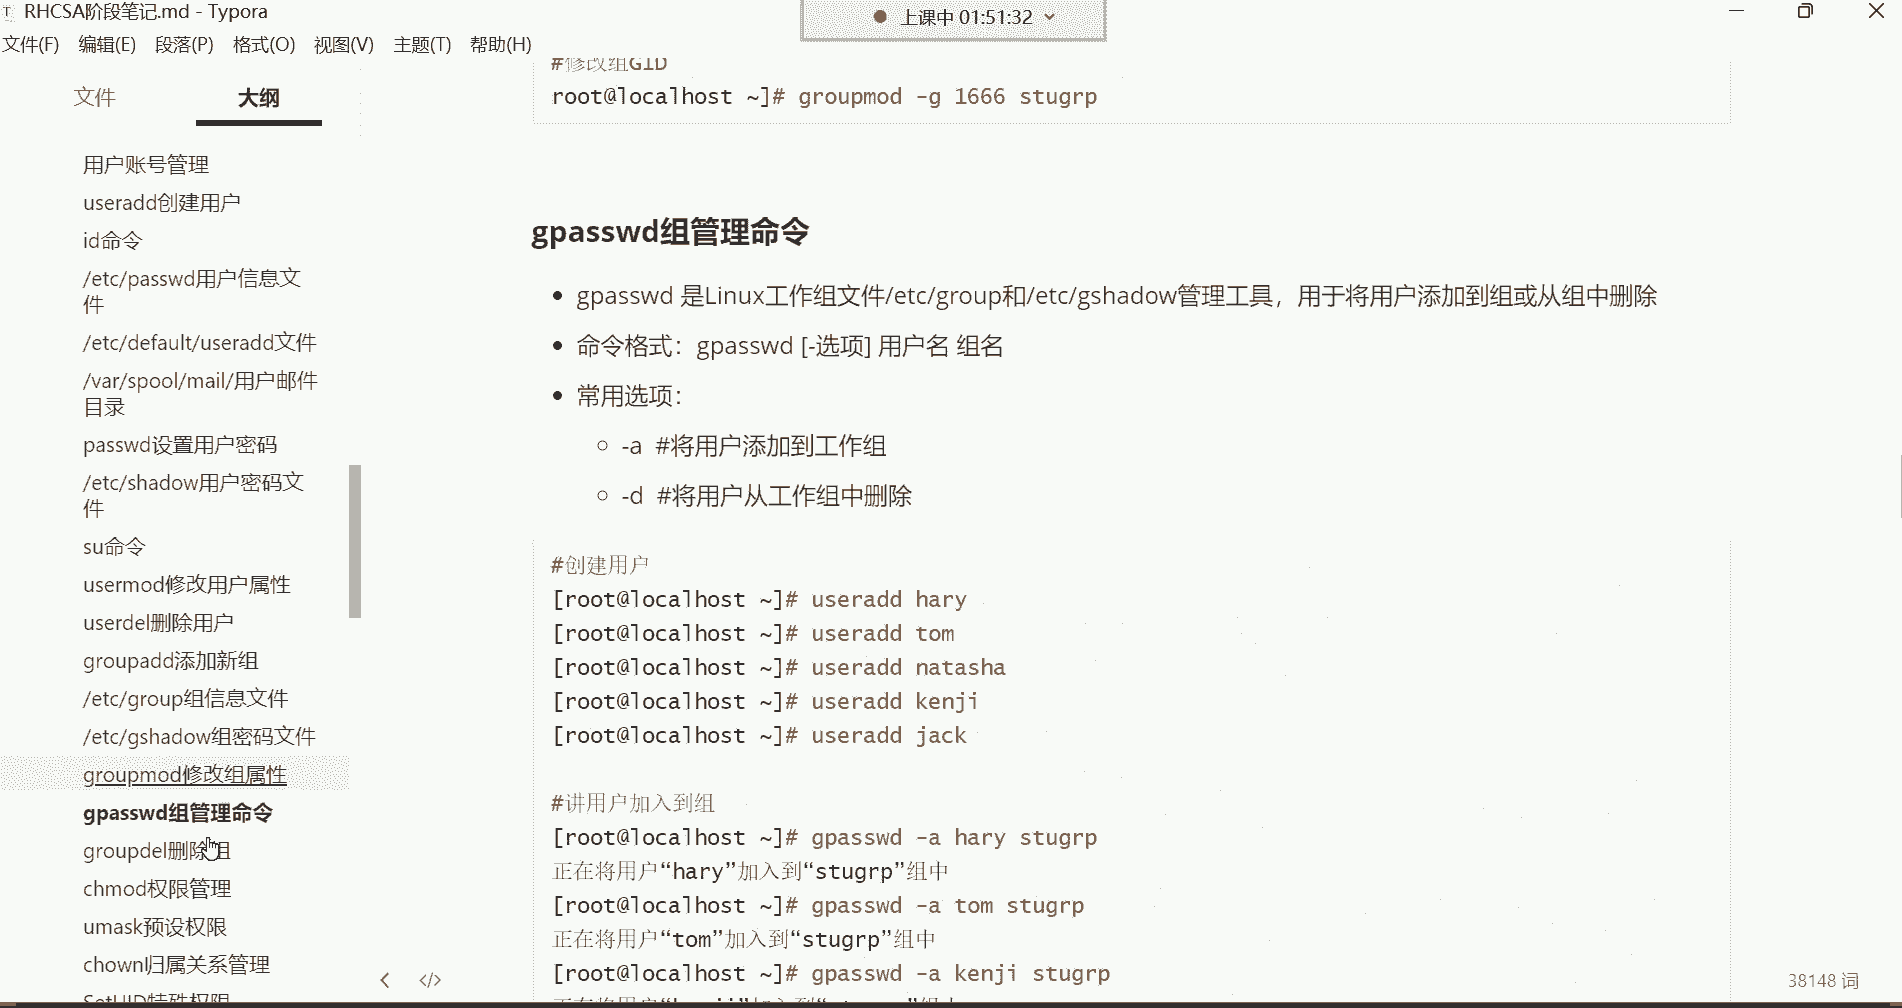 RHCSA阶段笔记.md - Typora
上课中 01:51:32
文件(F) 编辑(E) 段落(P) 格式(O) 视图(V) 主题(T) 帮助(H)
文件 大纲
用户账号管理
useradd创建用户
id命令
/etc/passwd用户信息文
件
/etc/default/useradd文件
/var/spool/mail/用户邮件
目录
passwd设置用户密码
/etc/shadow用户密码文
件
su命令
usermod修改用户属性
userdel删除用户
groupadd添加新组
/etc/group组信息文件
/etc/gshadow组密码文件
groupmod修改组属性
gpasswd组管理命令
groupdel删除组
chmod权限管理
umask预设权限
chown归属关系管理
SetUID特殊权限
#修改组GID
root@localhost ~]# groupmod -g 1666 stugrp
gpasswd组管理命令
gpasswd 是Linux工作组文件/etc/group和/etc/gshadow管理工具，用于将用户添加到组或从组中删除
命令格式：gpasswd [-选项] 用户名 组名
常用选项：
-a #将用户添加到工作组
-d #将用户从工作组中删除
#创建用户
[root@localhost ~]# useradd hary
[root@localhost ~]# useradd tom
[root@localhost ~]# useradd natasha
[root@localhost ~]# useradd kenji
[root@localhost ~]# useradd jack
#讲用户加入到组
[root@localhost ~]# gpasswd -a hary stugrp
正在将用户“hary”加入到“stugrp”组中
[root@localhost ~]# gpasswd -a tom stugrp
正在将用户“tom”加入到“stugrp”组中
[root@localhost ~]# gpasswd -a kenji stugrp
38148 词